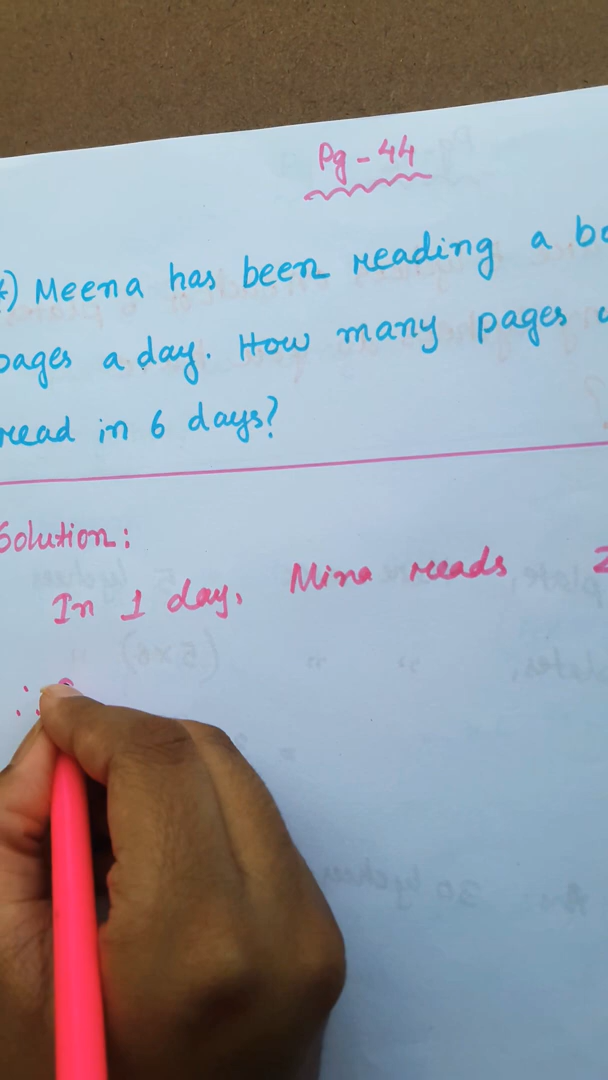 Pg - 44
Meena has been reading a
pages a day. How many pages
read in 6 days?
Solution:
In 1 day, Mina reads
∴